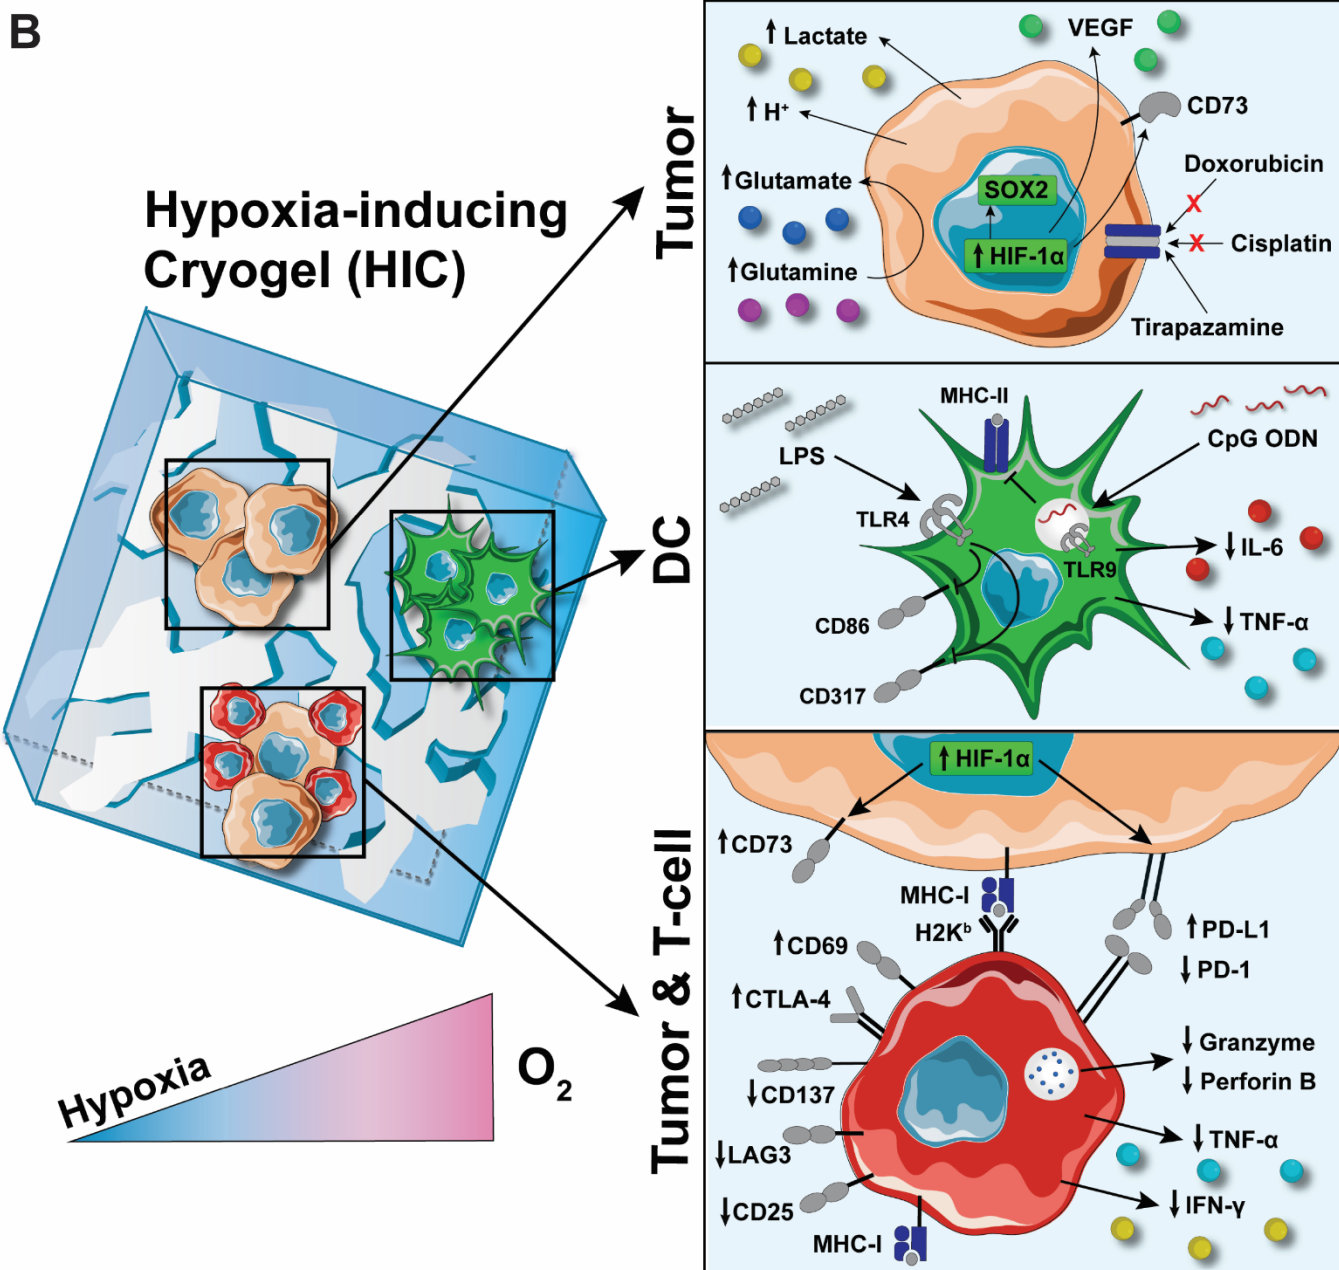 B
Hypoxia-inducing
Cryogel (HIC)
Hypoxia
O₂
Tumor
DC
Tumor & T-cell
↑ Lactate
VEGF
↑ H⁺
CD73
↑Glutamate
SOX2
Doxorubicin
X
↑ HIF-1α
X
Cisplatin
↑Glutamine
Tirapazamine
MHC-II
CpG ODN
LPS
TLR4
TLR9
↓ IL-6
CD86
↓ TNF-α
CD317
↑ HIF-1α
↑CD73
MHC-I
H2Kᵇ
↑PD-L1
↑CD69
↓ PD-1
↑CTLA-4
↓ Granzyme
↓ Perforin B
↓CD137
↓TNF-α
↓LAG3
↓CD25
↓IFN-γ
MHC-I